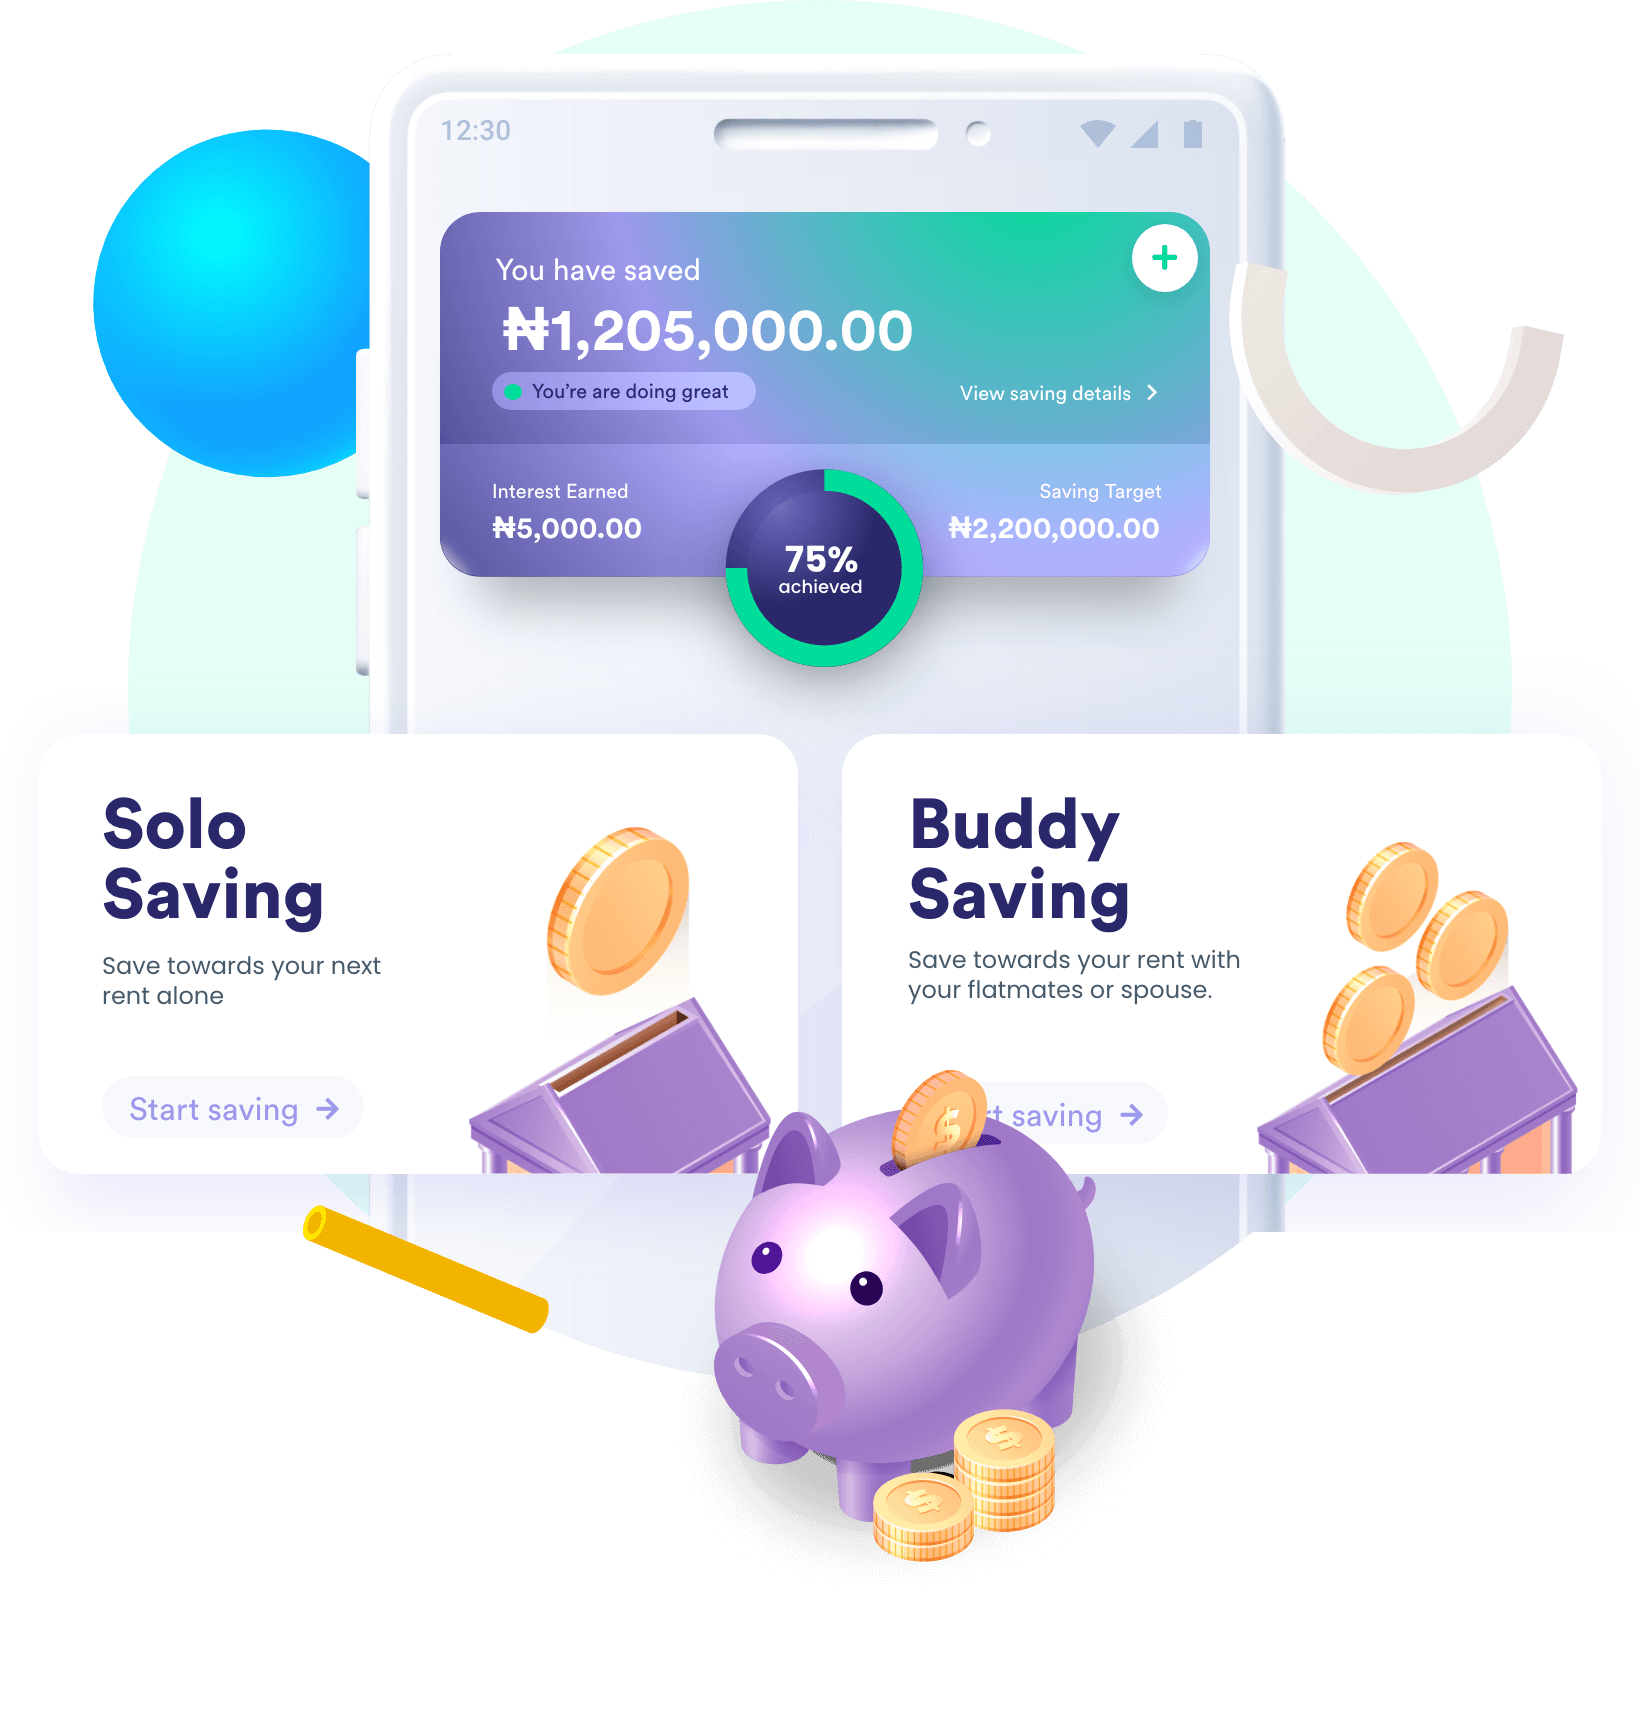 12:30
You have saved
₦1,205,000.00
You're are doing great
View saving details
Interest Earned
₦5,000.00
75%
achieved
Saving Target
₦2,200,000.00
Solo
Saving
Save towards your next
rent alone
Start saving
Buddy
Saving
Save towards your rent with
your flatmates or spouse.
saving
$
$
$